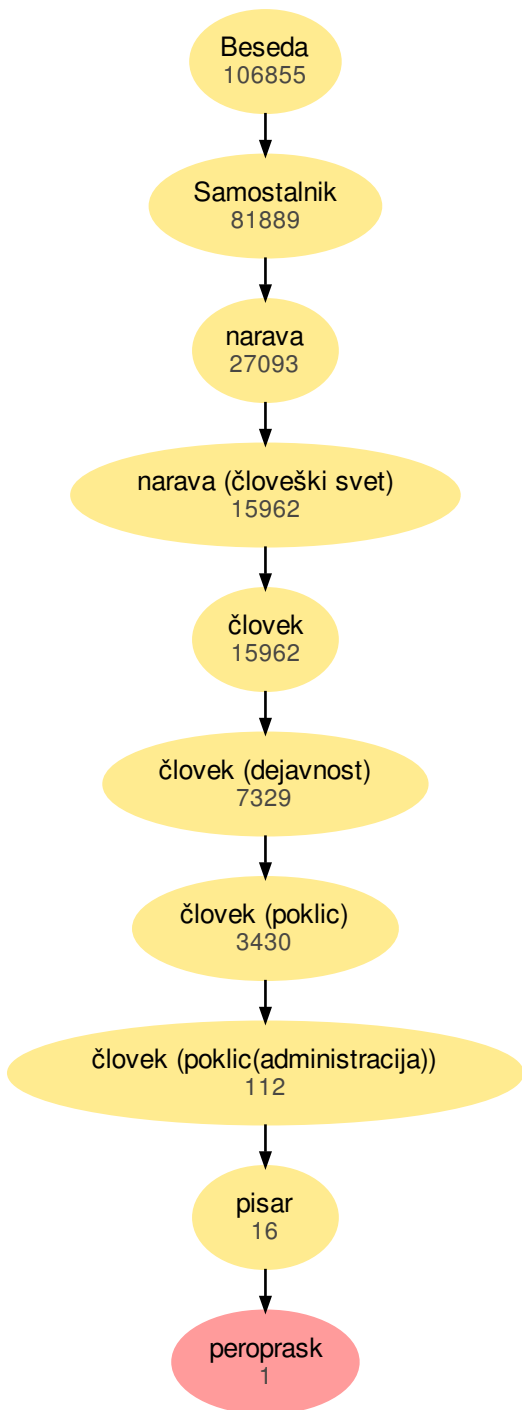 Beseda
106855
Samostalnik
81889
narava
27093
narava (človeški svet)
15962
človek
15962
človek (dejavnost)
7329
človek (poklic)
3430
človek (poklic(administracija))
112
pisar
16
peroprask
1